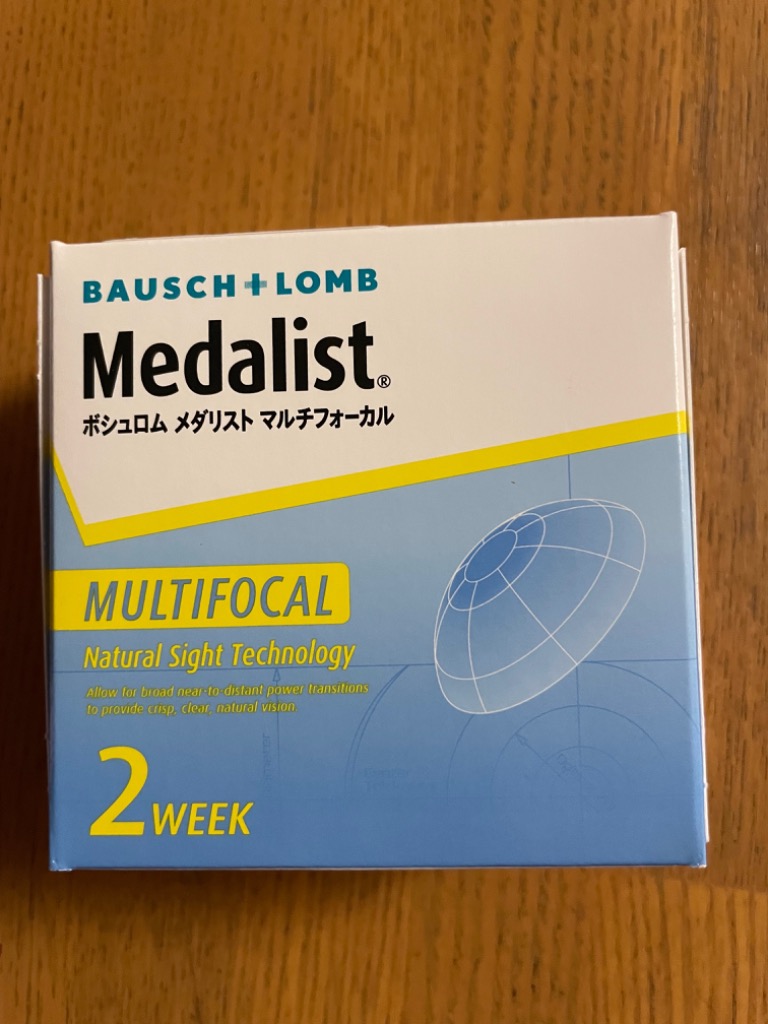 BAUSCH+LOMB
Medalist®
ボシュロム メダリスト マルチフォーカル
MULTIFOCAL
Natural Sight Technology
Allow for broad near-to-distant power transitions
to provide crisp, clear, natural vision.
2 WEEK